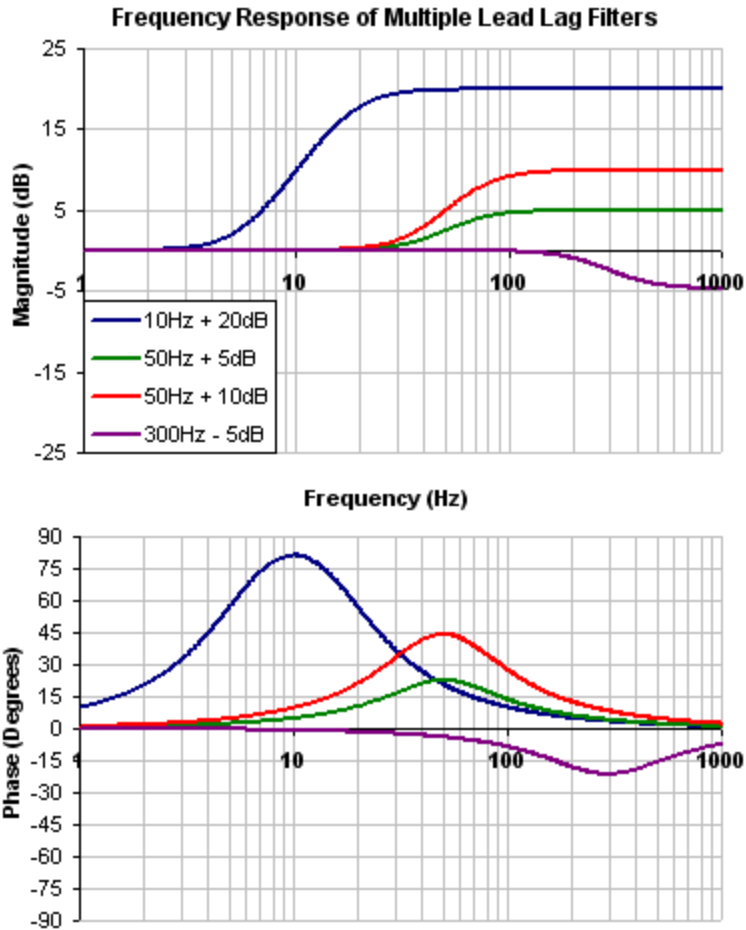 Frequency Response of Multiple Lead Lag Filters
Magnitude (dB)
25
15
5
-5
-15
-25
1 10 100 1000
10Hz + 20dB
50Hz + 5dB
50Hz + 10dB
300Hz - 5dB
Frequency (Hz)
Phase (Degrees)
90
75
60
45
30
15
0
-15
-30
-45
-60
-75
-90
1 10 100 1000